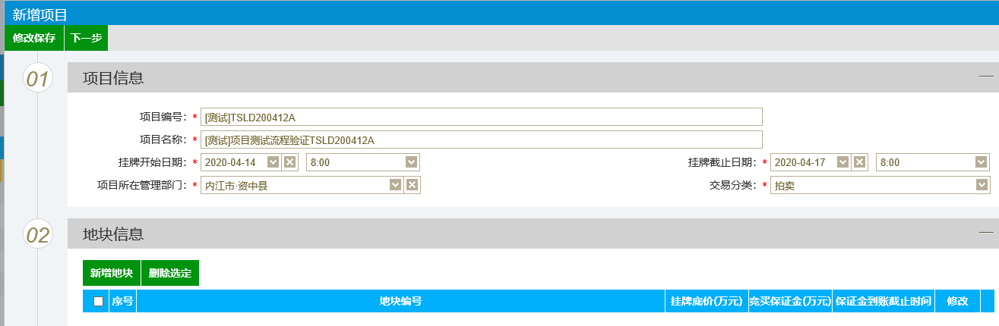 新增项目
修改保存 下一步
01 项目信息
项目编号：* [测试]TSLD200412A
项目名称：* [测试]项目测试流程验证TSLD200412A
挂牌开始日期：* 2020-04-14 8:00 挂牌截止日期：* 2020-04-17 8:00
项目所在管理部门：* 内江市·资中县 交易分类：* 拍卖
02 地块信息
新增地块 删除选定
序号 地块编号 挂牌底价(万元) 竞买保证金(万元) 保证金到账截止时间 修改